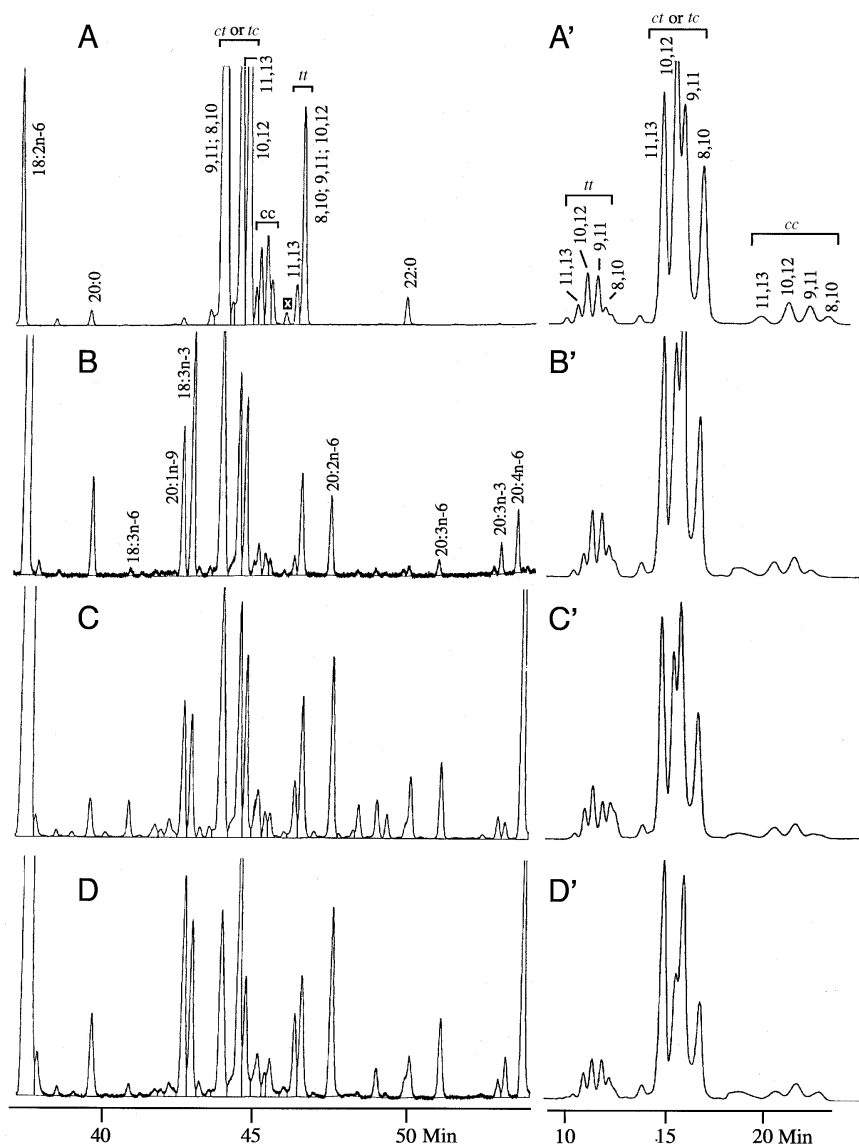 A
ct or tc
18:2n-6
20:0
9,11; 8,10
10,12
11,13
cc
x
11,13
tt
8,10; 9,11; 10,12
22:0
A'
ct or tc
tt
11,13
10,12
9,11
8,10
11,13
10,12
9,11
8,10
cc
11,13
10,12
9,11
8,10
B
18:3n-6
20:1n-9
18:3n-3
20:2n-6
20:3n-6
20:3n-3
20:4n-6
B'
C
C'
D
D'
40 45 50 Min
10 15 20 Min